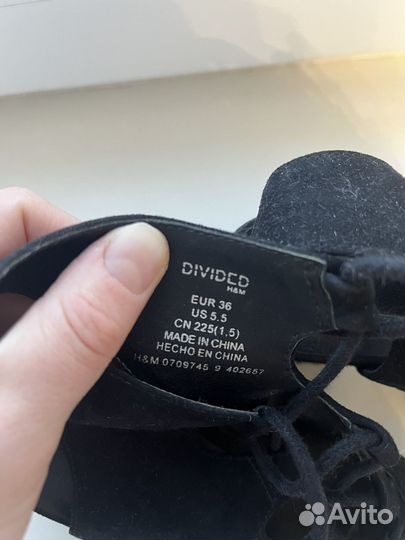 DIVIDED
H&M
EUR 36
US 5.5
CN 225(1.5)
MADE IN CHINA
HECHO EN CHINA
H&M 0709745 9 402657
Avito